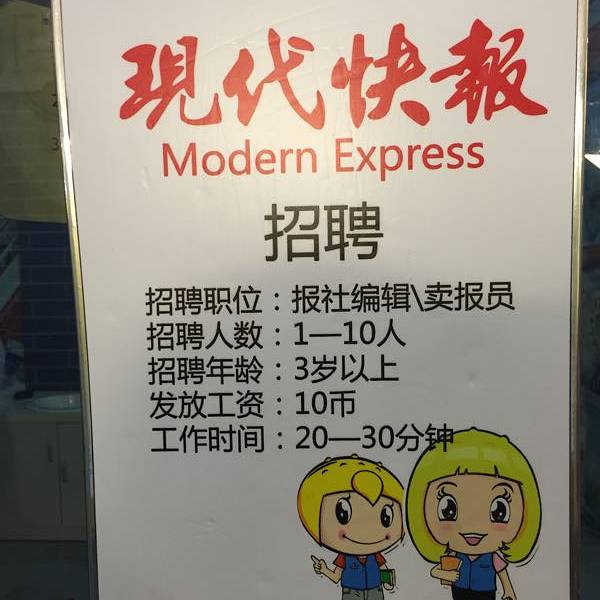 現代快報
Modern Express
招聘
招聘职位：报社编辑\卖报员
招聘人数：1—10人
招聘年龄：3岁以上
发放工资：10币
工作时间：20—30分钟